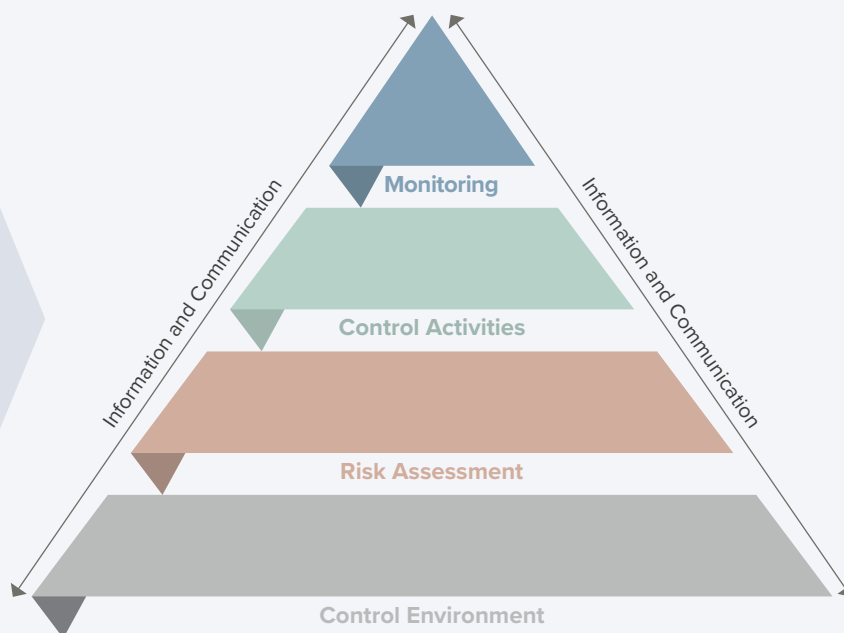 Monitoring
Information and Communication
Information and Communication
Control Activities
Risk Assessment
Control Environment